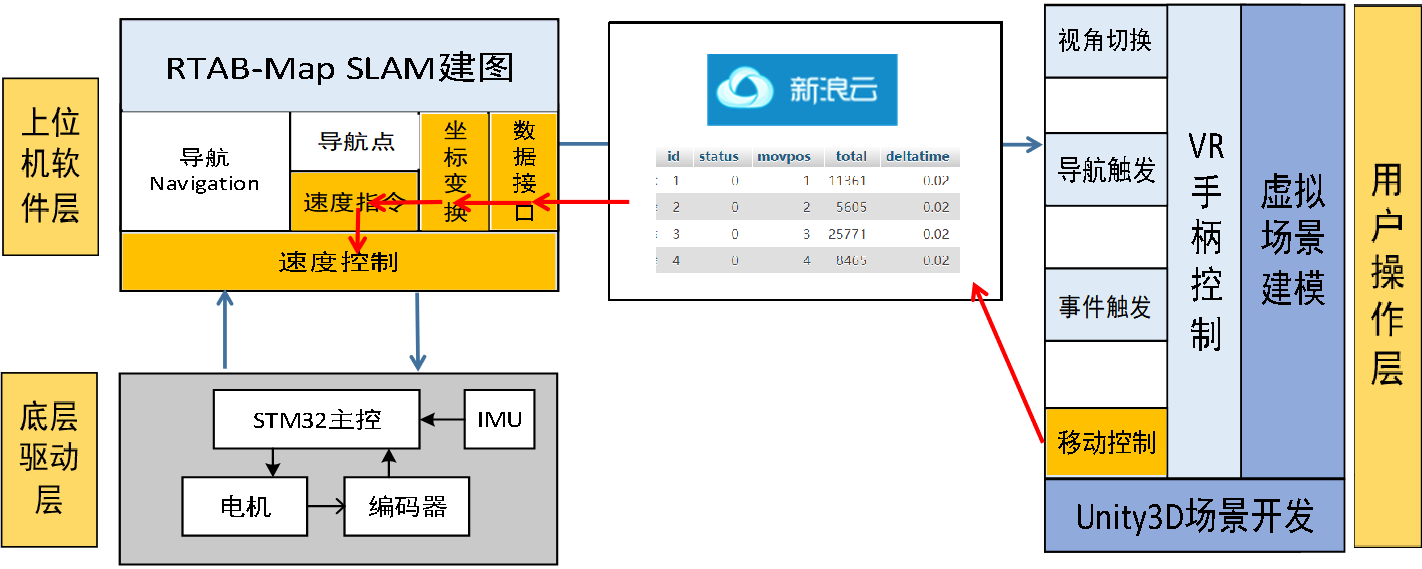 上位
机软
件层
底层
驱动
层
RTAB-Map SLAM建图
导航
Navigation
导航点
速度指令
坐
标
变
换
数
据
接
口
速度控制
STM32主控
IMU
电机
编码器
新浪云
id status movpos total deltatime
1 0 1 11361 0.02
2 0 2 5605 0.02
3 0 3 25771 0.02
4 0 4 8465 0.02
视角切换
导航触发
事件触发
移动控制
VR
手
柄
控
制
虚拟
场景
建模
Unity3D场景开发
用
户
操
作
层